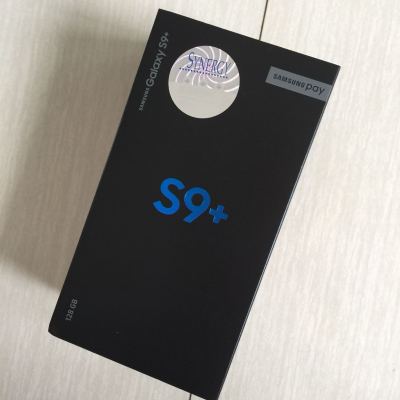 SAMSUNG Galaxy S9+
SYNERGY
SAMSUNG pay
S9+
128 GB